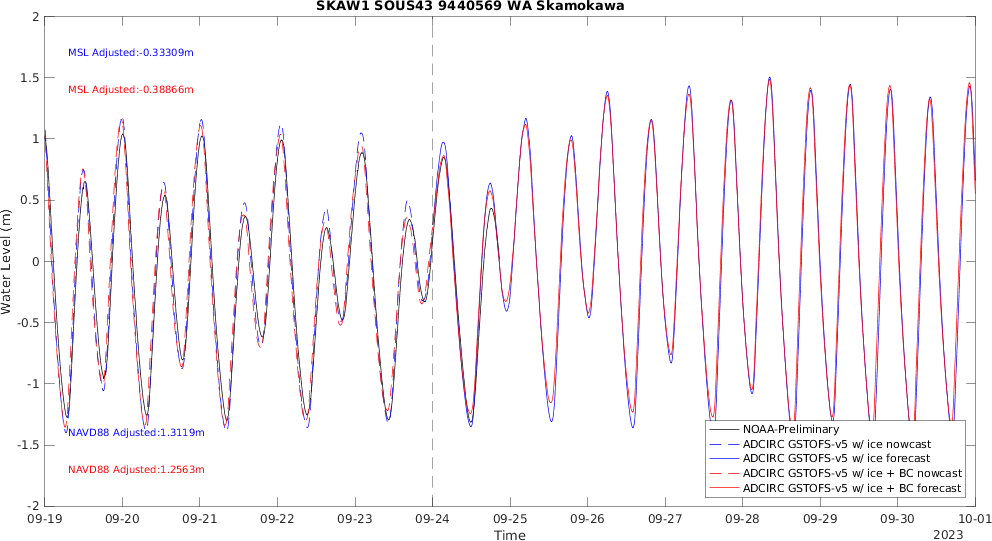 SKAW1 SOUS43 9440569 WA Skamokawa
2
1.5
1
0.5
0
-0.5
-1
-1.5
-2
Water Level (m)
MSL Adjusted:-0.33309m
MSL Adjusted:-0.38866m
NAVD88 Adjusted:1.3119m
NAVD88 Adjusted:1.2563m
NOAA-Preliminary
ADCIRC GSTOFS-v5 w/ ice nowcast
ADCIRC GSTOFS-v5 w/ ice forecast
ADCIRC GSTOFS-v5 w/ ice + BC nowcast
ADCIRC GSTOFS-v5 w/ ice + BC forecast
09-19 09-20 09-21 09-22 09-23 09-24 09-25 09-26 09-27 09-28 09-29 09-30 10-01
Time
2023